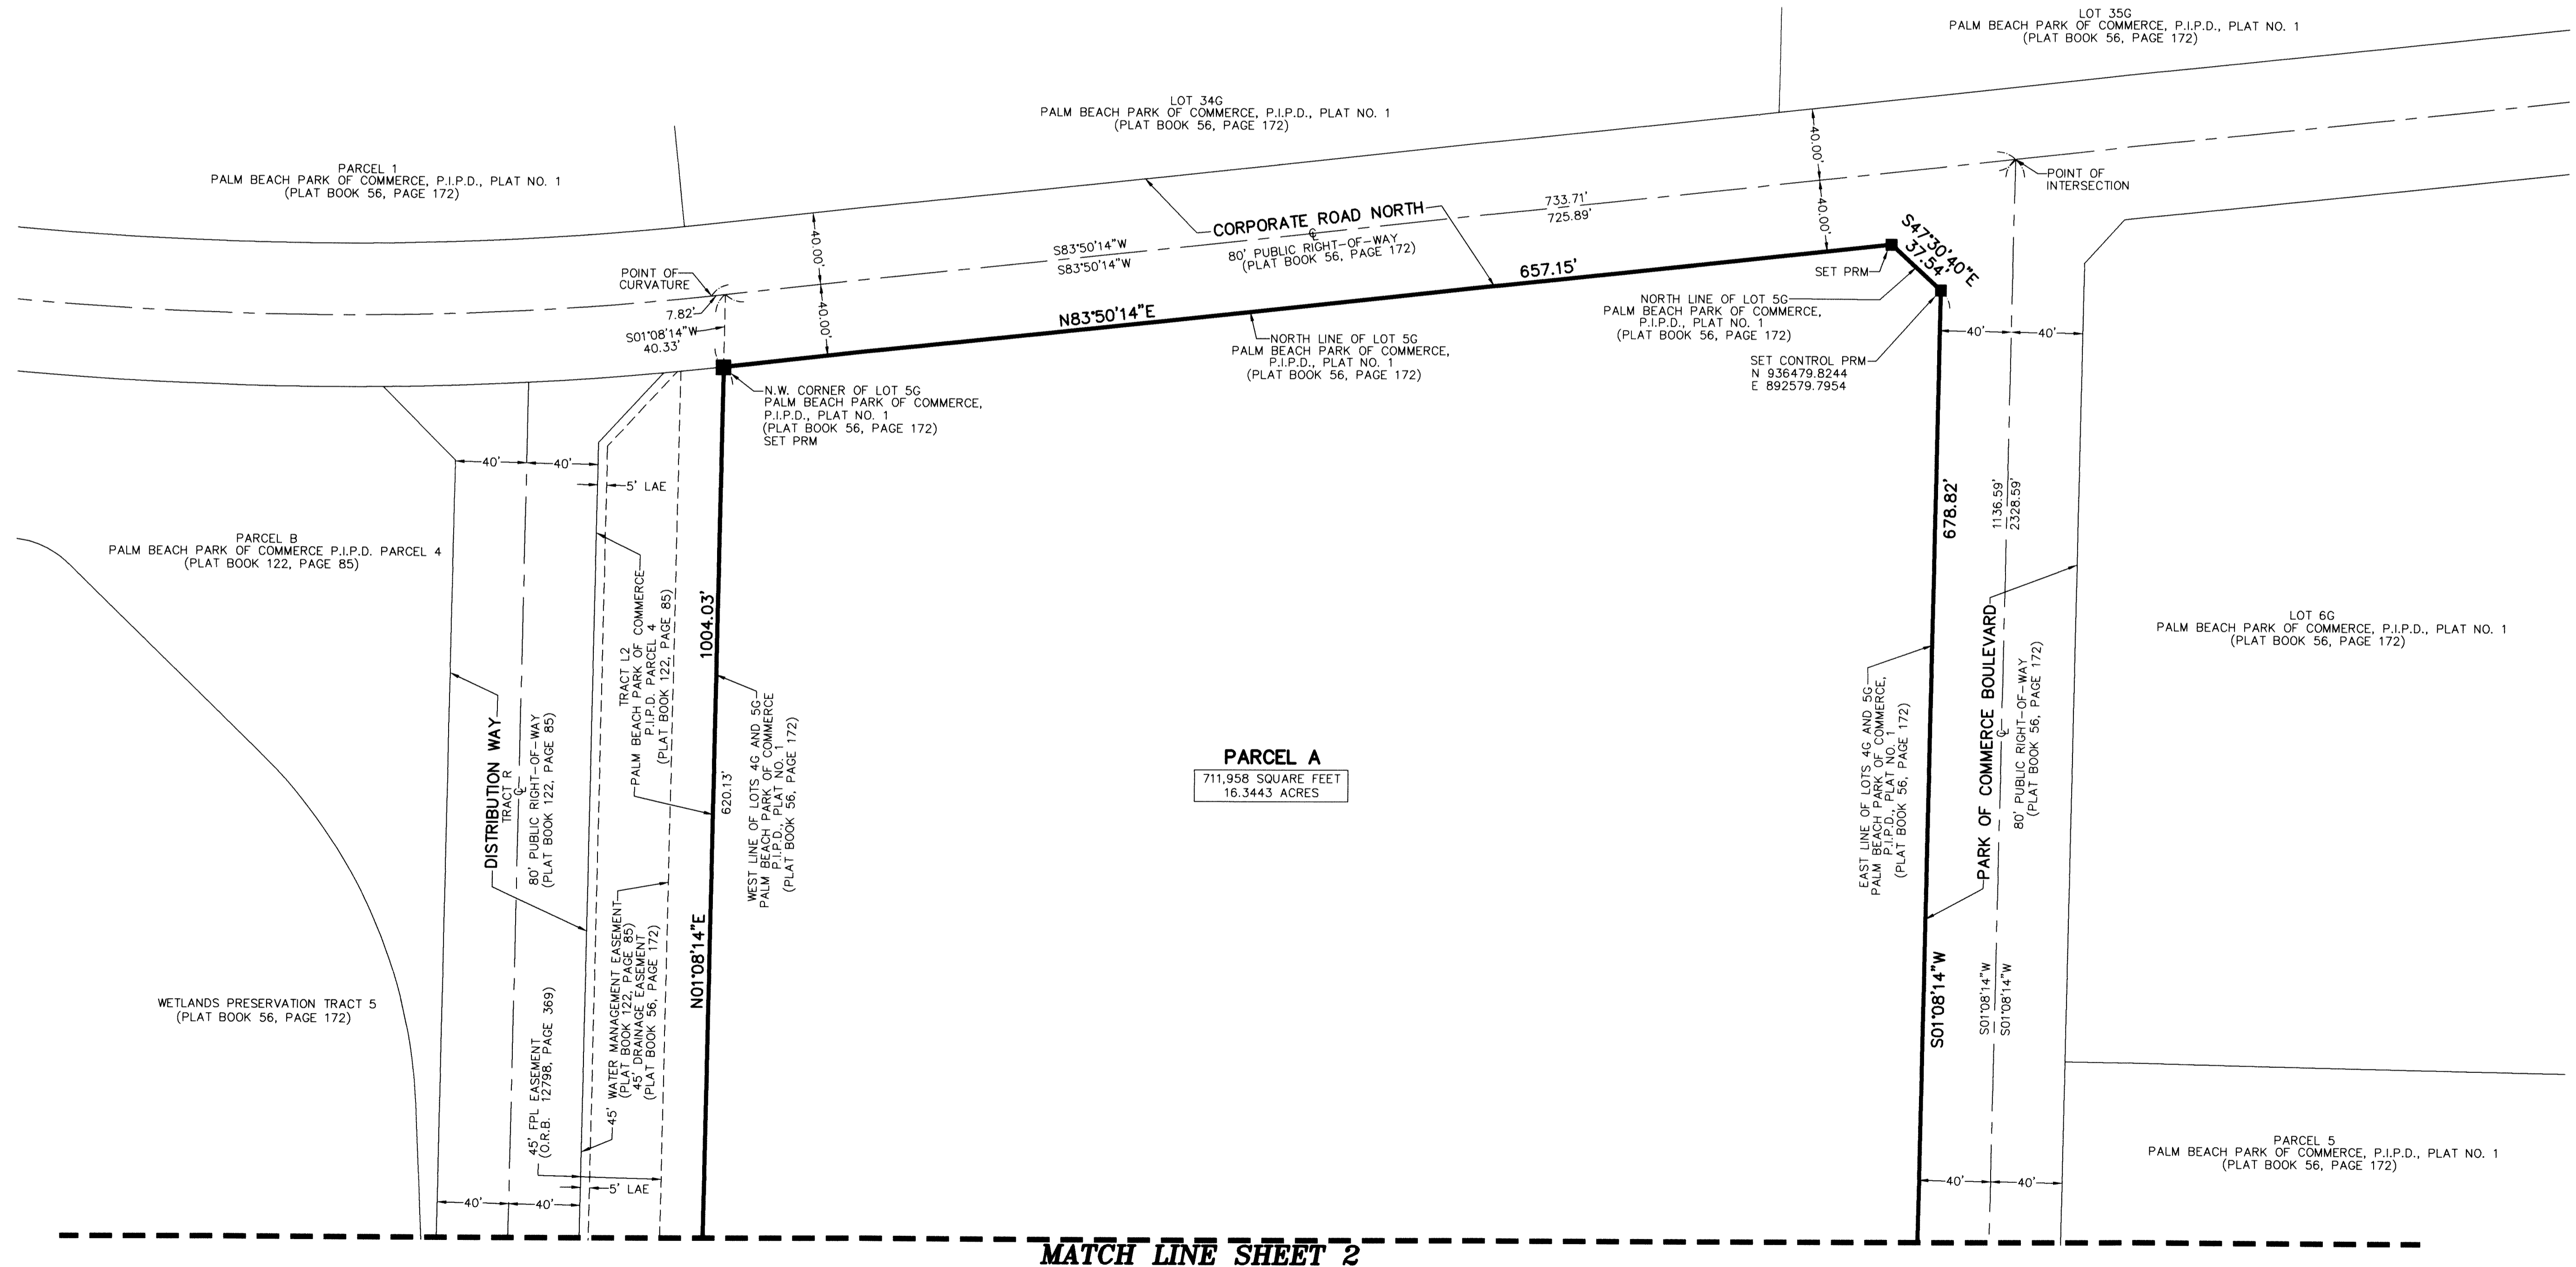 LOT 35G
PALM BEACH PARK OF COMMERCE, P.I.P.D., PLAT NO. 1
(PLAT BOOK 56, PAGE 172)
LOT 34G
PALM BEACH PARK OF COMMERCE, P.I.P.D., PLAT NO. 1
(PLAT BOOK 56, PAGE 172)
PARCEL 1
PALM BEACH PARK OF COMMERCE, P.I.P.D., PLAT NO. 1
(PLAT BOOK 56, PAGE 172)
40.00'
40.00'
POINT OF
INTERSECTION
733.71'
725.89'
CORPORATE ROAD NORTH
℄
80' PUBLIC RIGHT-OF-WAY
(PLAT BOOK 56, PAGE 172)
S83°50'14"W
S83°50'14"W
40.00'
40.00'
POINT OF
CURVATURE
7.82'
S01°08'14"W
40.33'
N83°50'14"E
657.15'
S47°30'40"E
37.54'
SET PRM
NORTH LINE OF LOT 5G
PALM BEACH PARK OF COMMERCE,
P.I.P.D., PLAT NO. 1
(PLAT BOOK 56, PAGE 172)
NORTH LINE OF LOT 5G
PALM BEACH PARK OF COMMERCE,
P.I.P.D., PLAT NO. 1
(PLAT BOOK 56, PAGE 172)
40'
40'
SET CONTROL PRM
N 936479.8244
E 892579.7954
N.W. CORNER OF LOT 5G
PALM BEACH PARK OF COMMERCE,
P.I.P.D., PLAT NO. 1
(PLAT BOOK 56, PAGE 172)
SET PRM
40'
40'
5' LAE
PARCEL B
PALM BEACH PARK OF COMMERCE P.I.P.D. PARCEL 4
(PLAT BOOK 122, PAGE 85)
1004.03'
678.82'
1136.59'
2328.59'
TRACT L2
PALM BEACH PARK OF COMMERCE
P.I.P.D. PARCEL 4
(PLAT BOOK 122, PAGE 85)
LOT 6G
PALM BEACH PARK OF COMMERCE, P.I.P.D., PLAT NO. 1
(PLAT BOOK 56, PAGE 172)
DISTRIBUTION WAY
TRACT R
℄
80' PUBLIC RIGHT-OF-WAY
(PLAT BOOK 122, PAGE 85)
620.13'
WEST LINE OF LOTS 4G AND 5G
PALM BEACH PARK OF COMMERCE
P.I.P.D., PLAT NO. 1
(PLAT BOOK 56, PAGE 172)
PARCEL A
711,958 SQUARE FEET
16.3443 ACRES
EAST LINE OF LOTS 4G AND 5G
PALM BEACH PARK OF COMMERCE,
P.I.P.D., PLAT NO. 1
(PLAT BOOK 56, PAGE 172)
PARK OF COMMERCE BOULEVARD
℄
80' PUBLIC RIGHT-OF-WAY
(PLAT BOOK 56, PAGE 172)
N01°08'14"E
S01°08'14"W
S01°08'14"W
S01°08'14"W
WETLANDS PRESERVATION TRACT 5
(PLAT BOOK 56, PAGE 172)
45' FPL EASEMENT
(O.R.B. 12798, PAGE 369)
45' WATER MANAGEMENT EASEMENT
(PLAT BOOK 122, PAGE 85)
45' DRAINAGE EASEMENT
(PLAT BOOK 56, PAGE 172)
PARCEL 5
PALM BEACH PARK OF COMMERCE, P.I.P.D., PLAT NO. 1
(PLAT BOOK 56, PAGE 172)
5' LAE
40'
40'
40'
40'
MATCH LINE SHEET 2